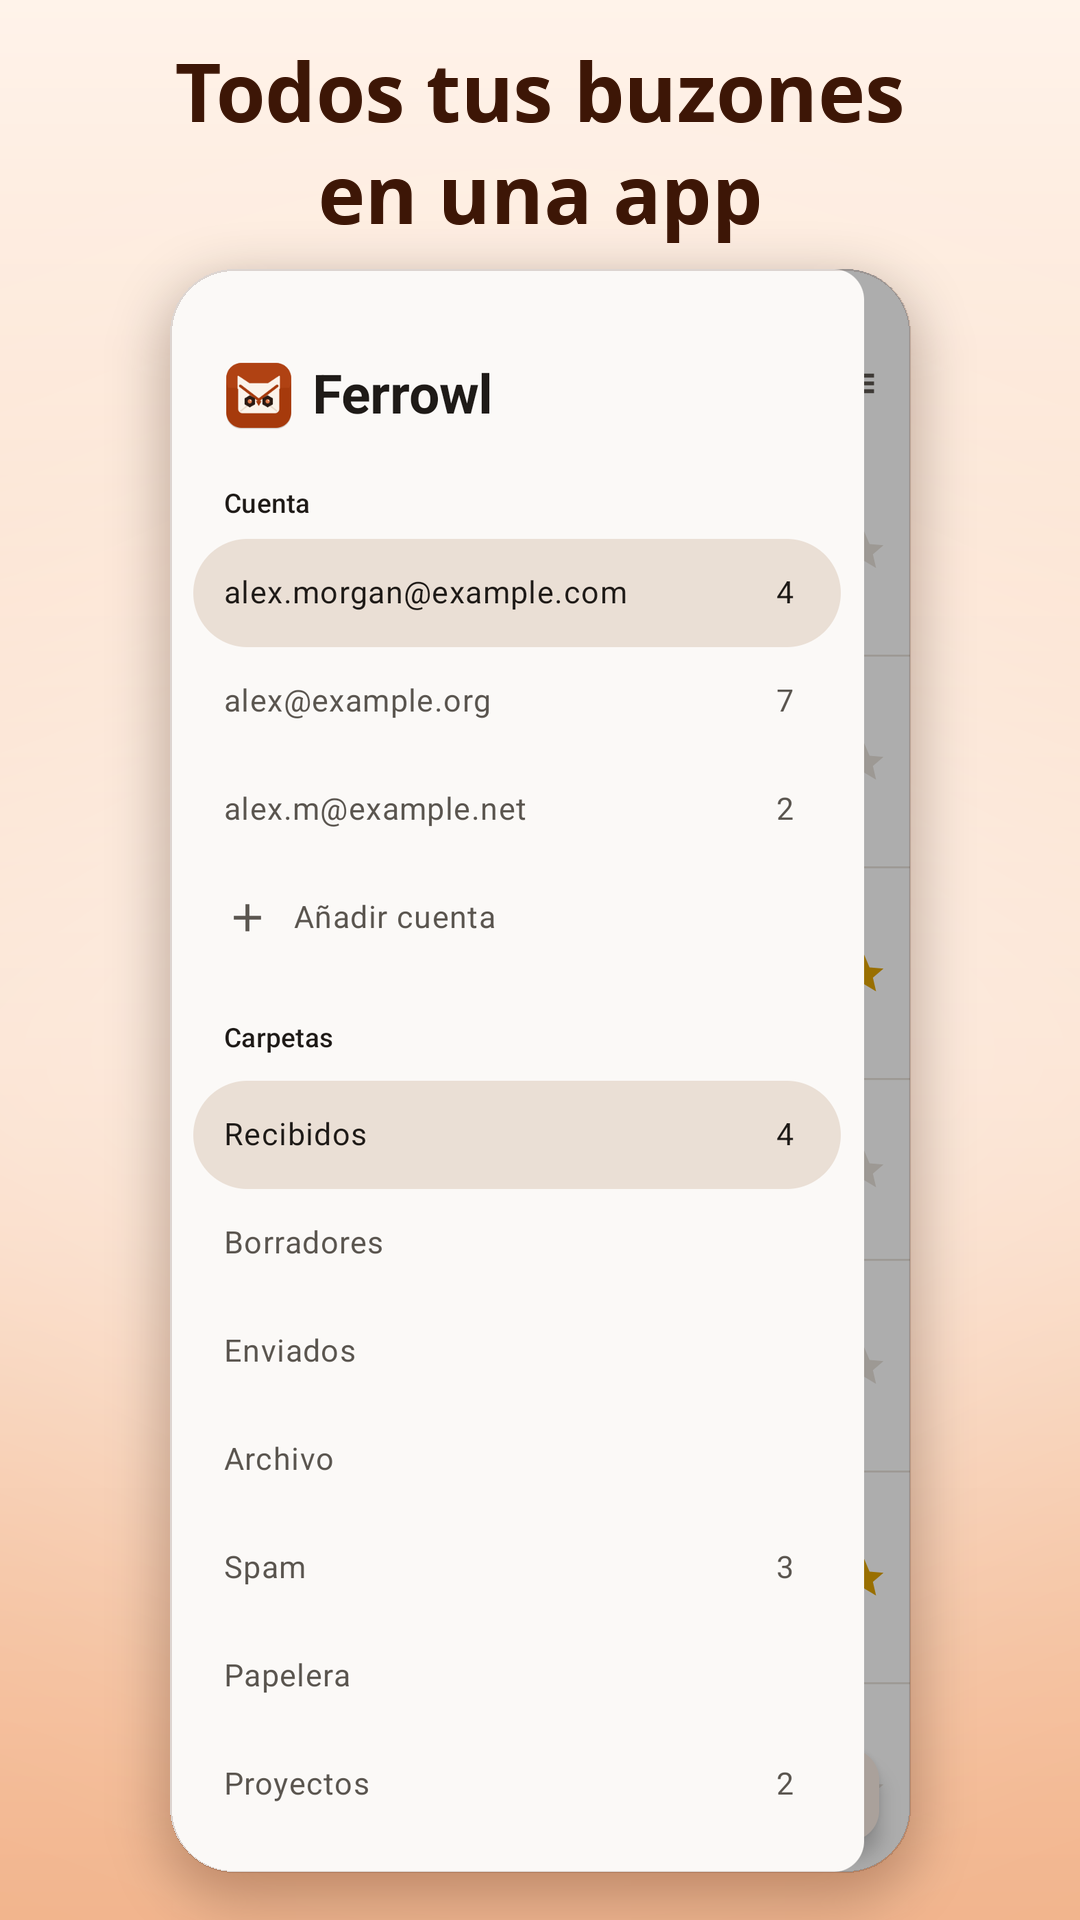 Todos tus buzones
en una app
Ferrowl
Cuenta
alex.morgan@example.com 4
alex@example.org 7
alex.m@example.net 2
Añadir cuenta
Carpetas
Recibidos 4
Borradores
Enviados
Archivo
Spam 3
Papelera
Proyectos 2